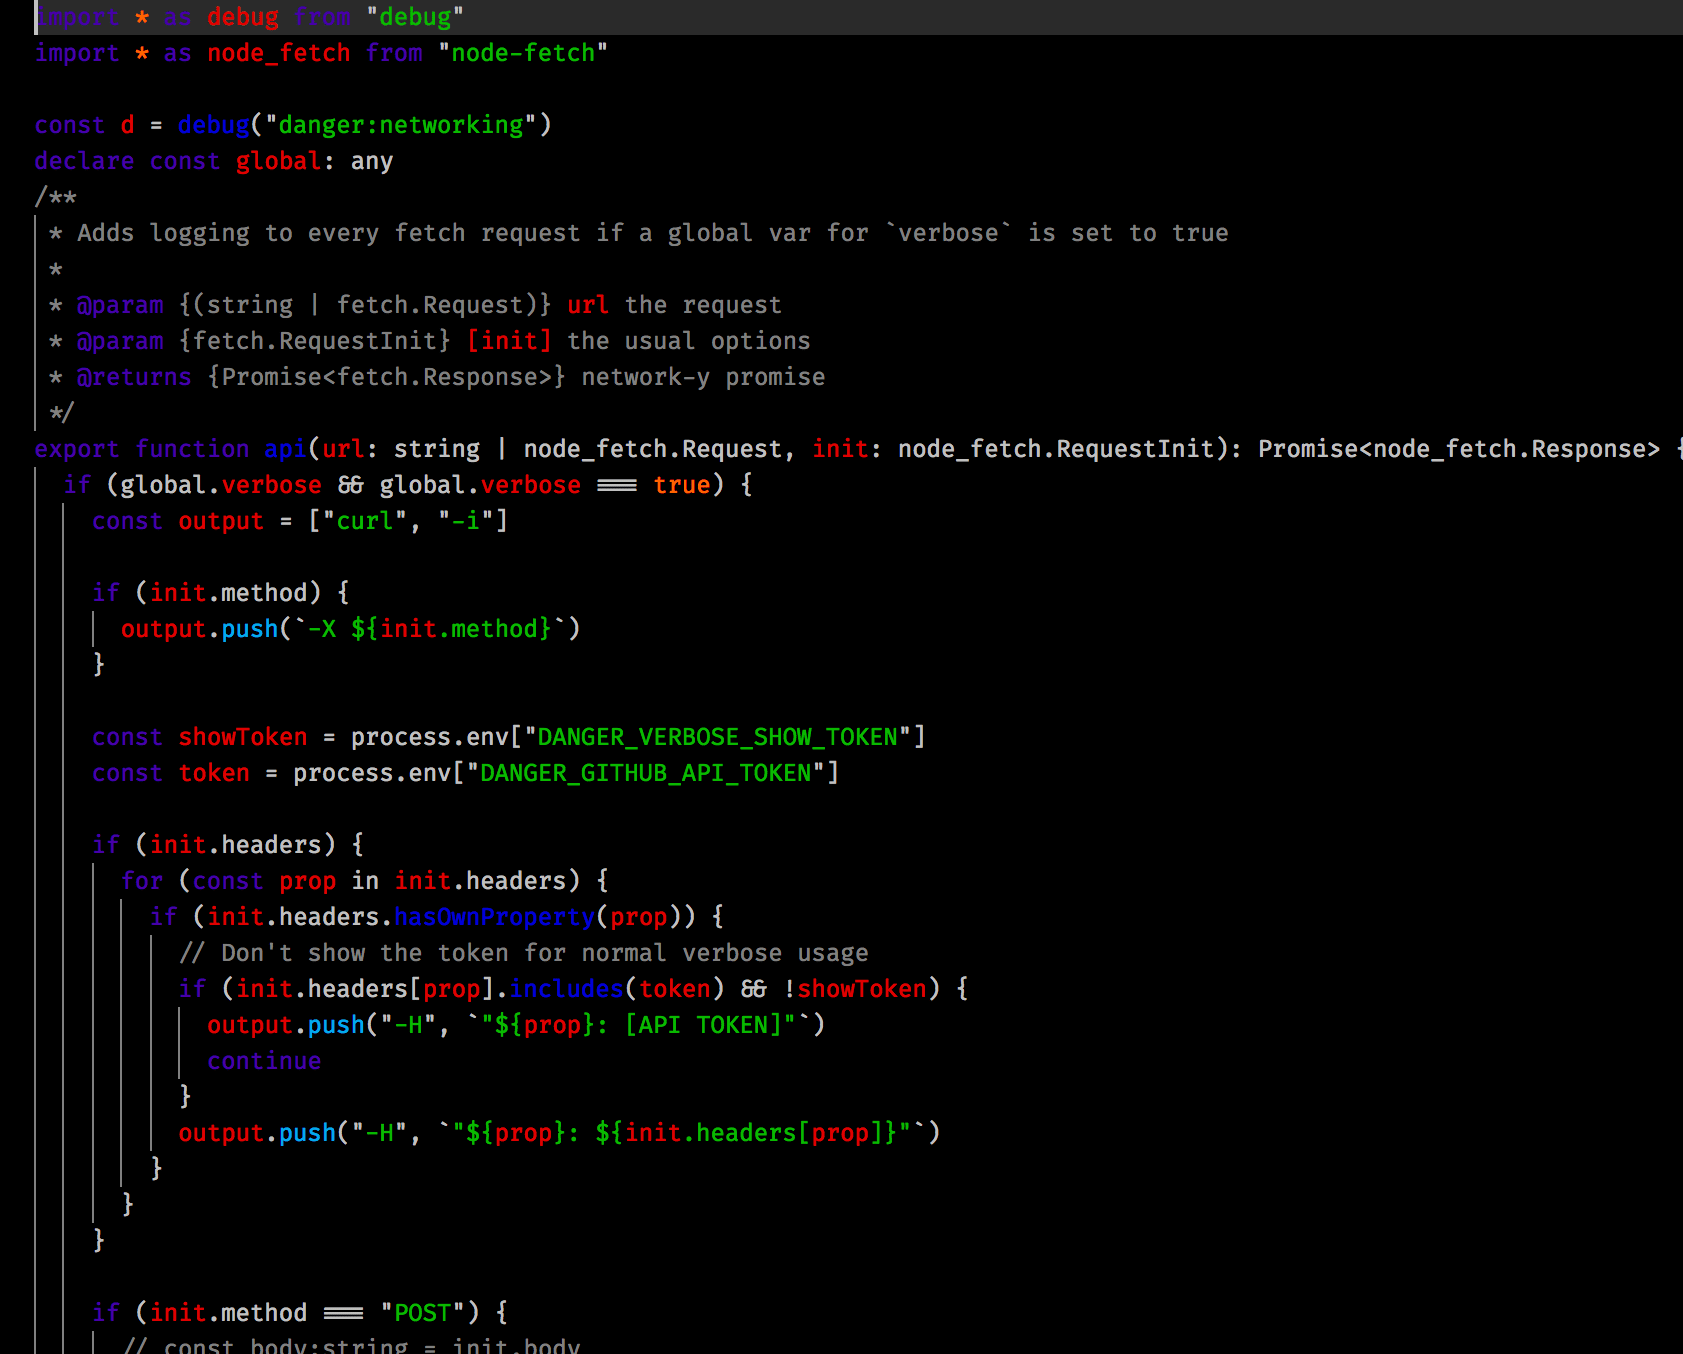 import * as debug from "debug"
import * as node_fetch from "node-fetch"

const d = debug("danger:networking")
declare const global: any
/**
 * Adds logging to every fetch request if a global var for `verbose` is set to true
 *
 * @param {(string | fetch.Request)} url the request
 * @param {fetch.RequestInit} [init] the usual options
 * @returns {Promise<fetch.Response>} network-y promise
 */
export function api(url: string | node_fetch.Request, init: node_fetch.RequestInit): Promise<node_fetch.Response> {
  if (global.verbose && global.verbose === true) {
    const output = ["curl", "-i"]

    if (init.method) {
      output.push(`-X ${init.method}`)
    }

    const showToken = process.env["DANGER_VERBOSE_SHOW_TOKEN"]
    const token = process.env["DANGER_GITHUB_API_TOKEN"]

    if (init.headers) {
      for (const prop in init.headers) {
        if (init.headers.hasOwnProperty(prop)) {
          // Don't show the token for normal verbose usage
          if (init.headers[prop].includes(token) && !showToken) {
            output.push("-H", `"${prop}: [API TOKEN]"`)
            continue
          }
          output.push("-H", `"${prop}: ${init.headers[prop]}"`)
        }
      }
    }

    if (init.method === "POST") {
      // const body:string = init.body